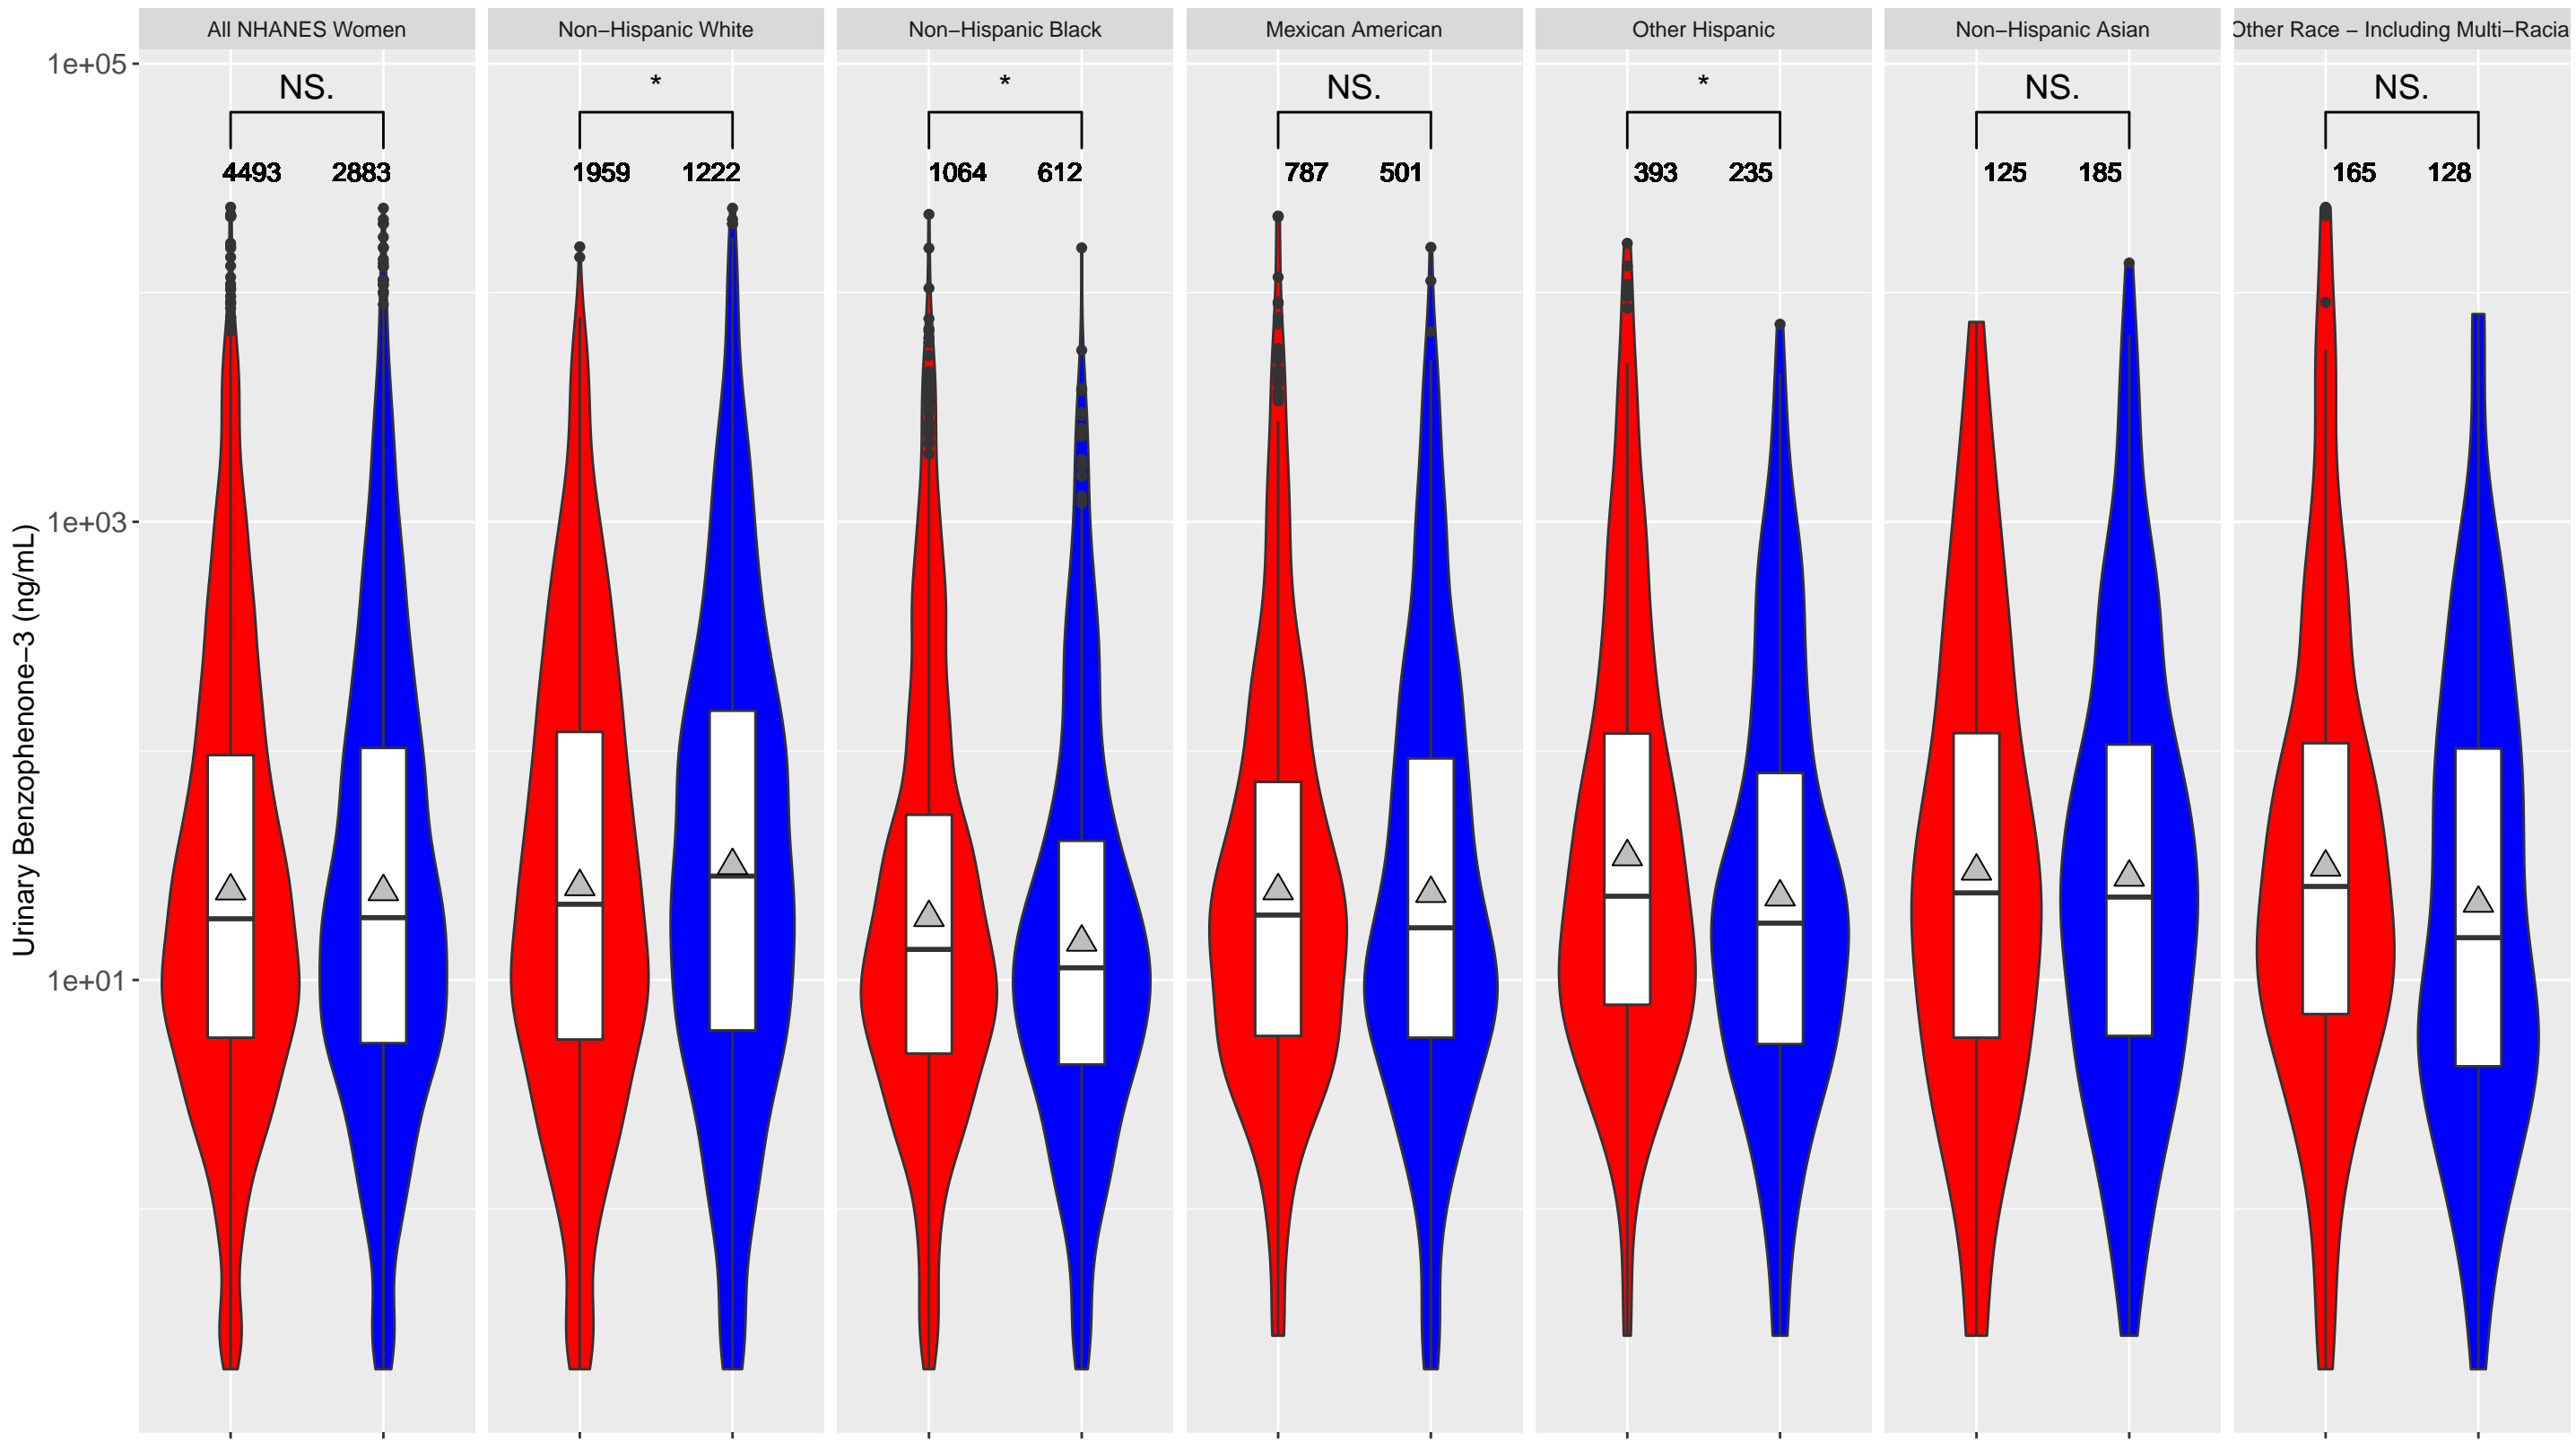 All NHANES Women
Non−Hispanic White
Non−Hispanic Black
Mexican American
Other Hispanic
Non−Hispanic Asian
Other Race − Including Multi−Racia
1e+05
NS.
*
*
NS.
*
NS.
NS.
4493 2883
1959 1222
1064 612
787 501
393 235
125 185
165 128
1e+03
1e+01
Urinary Benzophenone−3 (ng/mL)